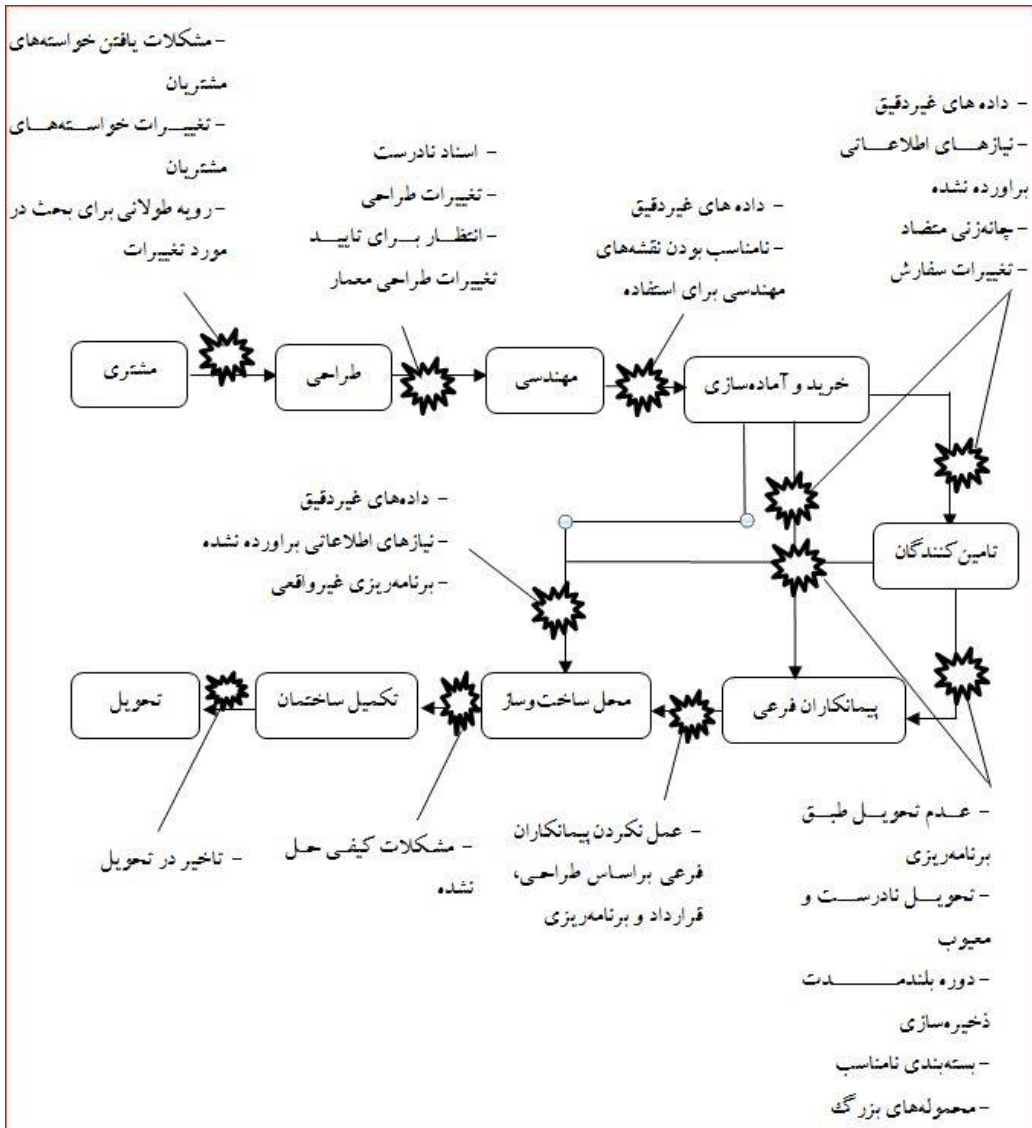 – مشکلات یافتن خواسته‌های
مشتریان
– تغییرات خواسته‌های
مشتریان
– رویه طولانی برای بحث در
مورد تغییرات
– اسناد نادرست
– تغییرات طراحی
– انتظار برای تایید
تغییرات طراحی معمار
– داده های غیردقیق
– نامناسب بودن نقشه‌های
مهندسی برای استفاده
– داده های غیردقیق
– نیازهای اطلاعاتی
براورده نشده
– چانه‌زنی متضاد
– تغییرات سفارش
مشتری
طراحی
مهندسی
خرید و آماده‌سازی
تامین‌کنندگان
– داده‌های غیردقیق
– نیازهای اطلاعاتی براورده نشده
– برنامه‌ریزی غیرواقعی
پیمانکاران فرعی
محل ساخت‌وساز
تکمیل ساختمان
تحویل
– عدم تحویل طبق
برنامه‌ریزی
– تحویل نادرست و
معیوب
– دوره بلندمدت
ذخیره‌سازی
– بسته‌بندی نامناسب
– محموله‌های بزرگ
– عمل نکردن پیمانکاران
فرعی براساس طراحی،
قرارداد و برنامه‌ریزی
– مشکلات کیفی حل
نشده
– تاخیر در تحویل